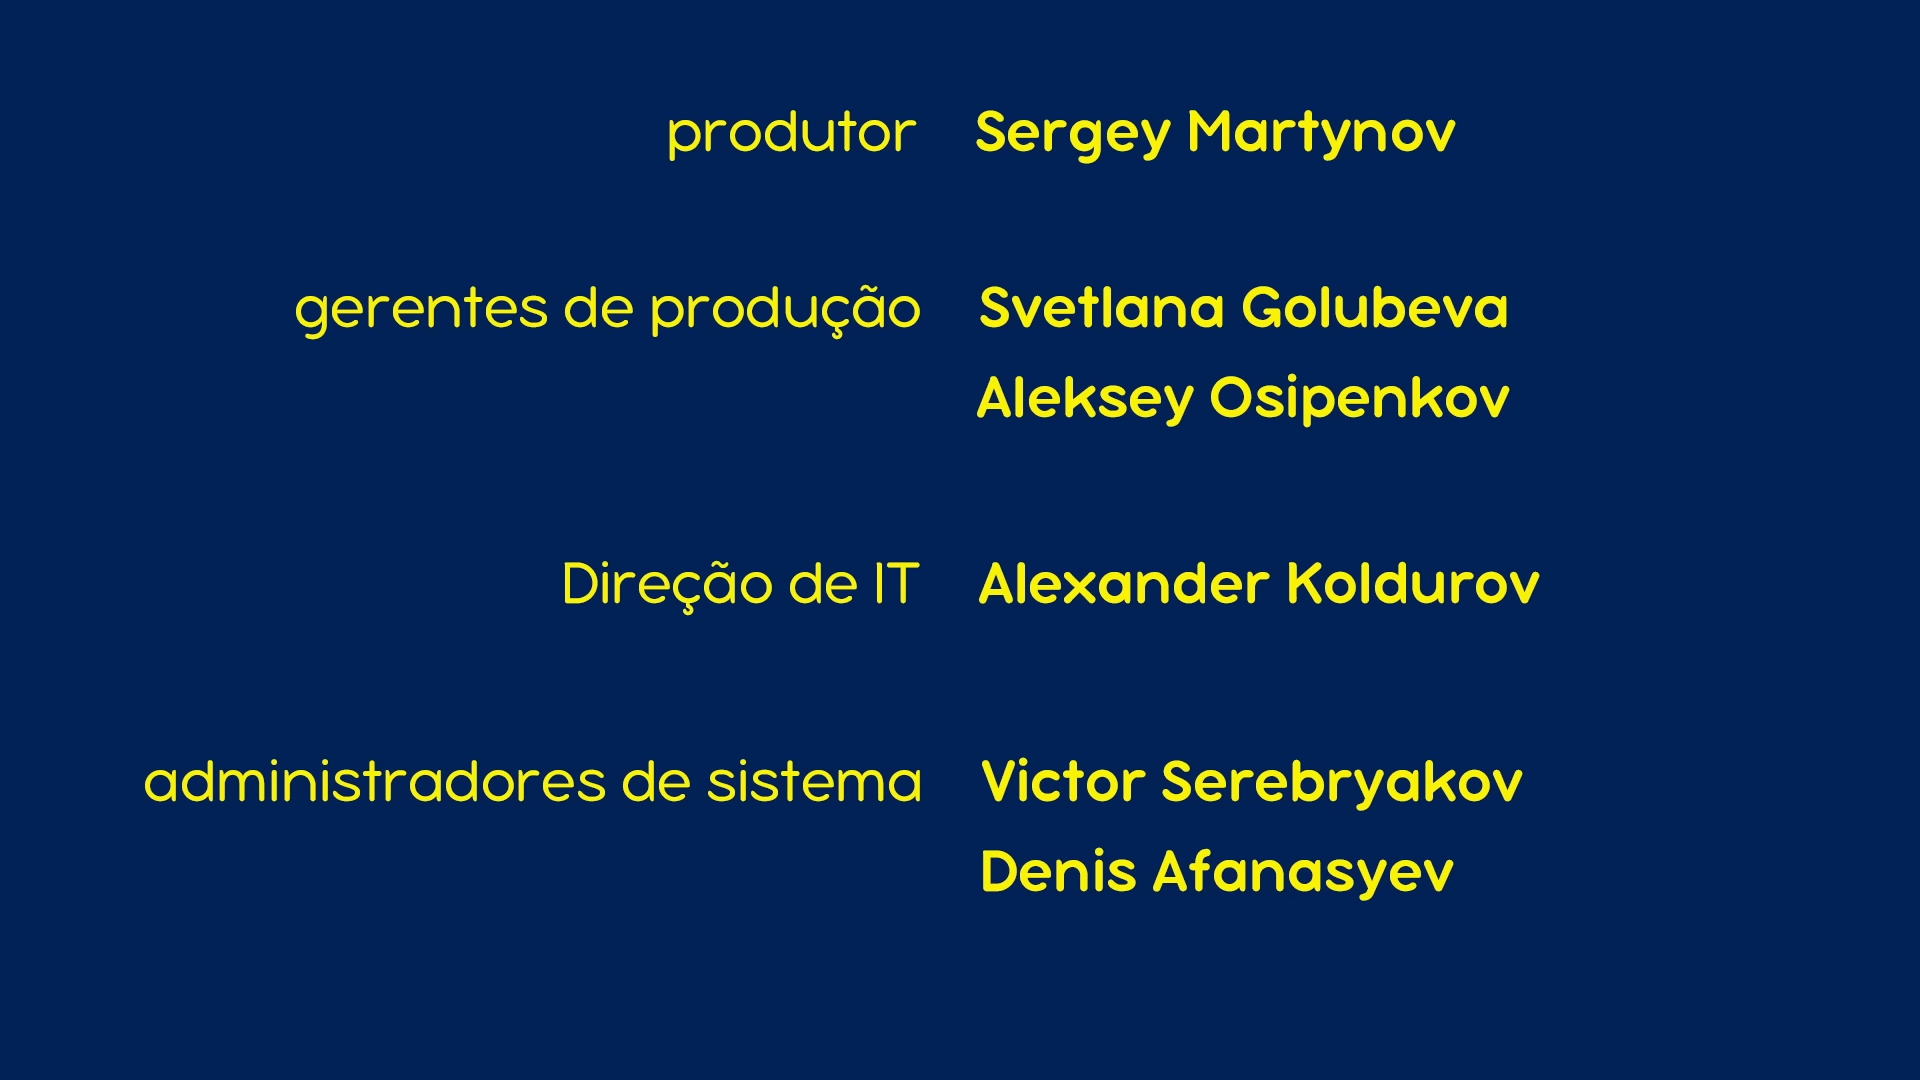 produtor Sergey Martynov
gerentes de produção Svetlana Golubeva
Aleksey Osipenkov
Direção de IT Alexander Koldurov
administradores de sistema Victor Serebryakov
Denis Afanasyev